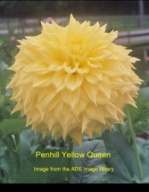 Penhill Yellow Queen
Image from the ADS image library